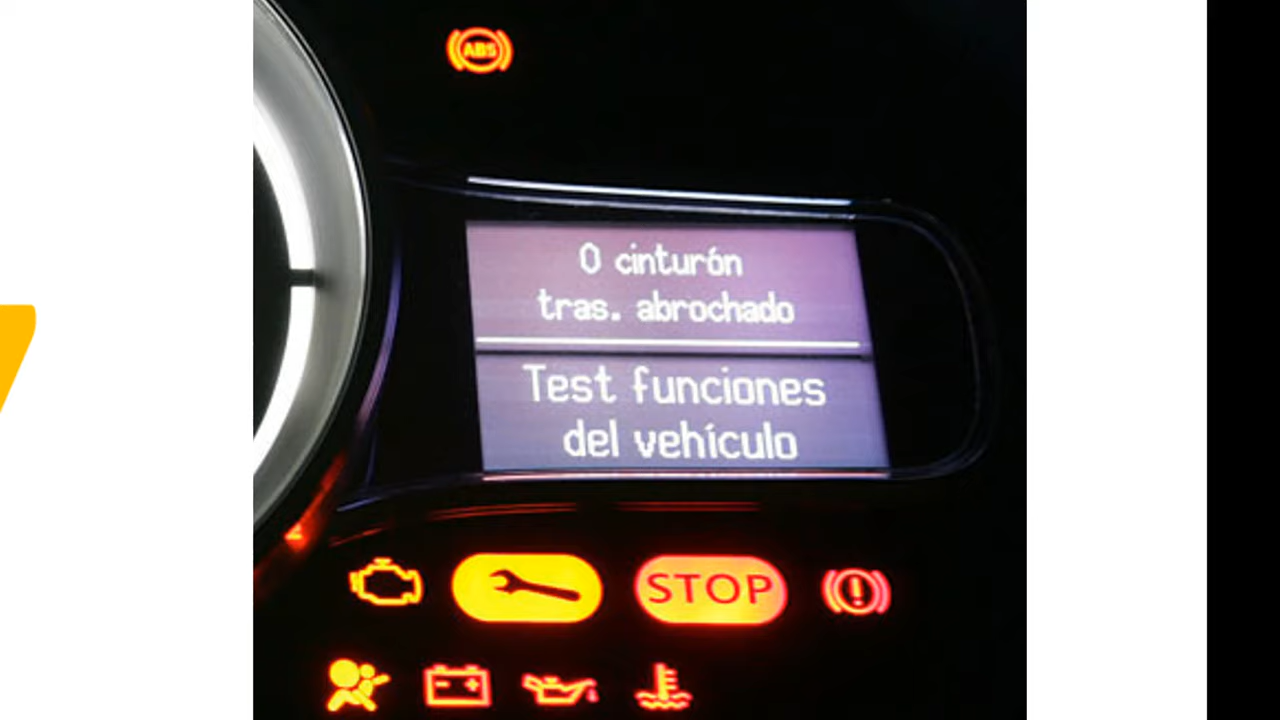 ABS
0 cinturón
tras. abrochado
Test funciones
del vehículo
STOP